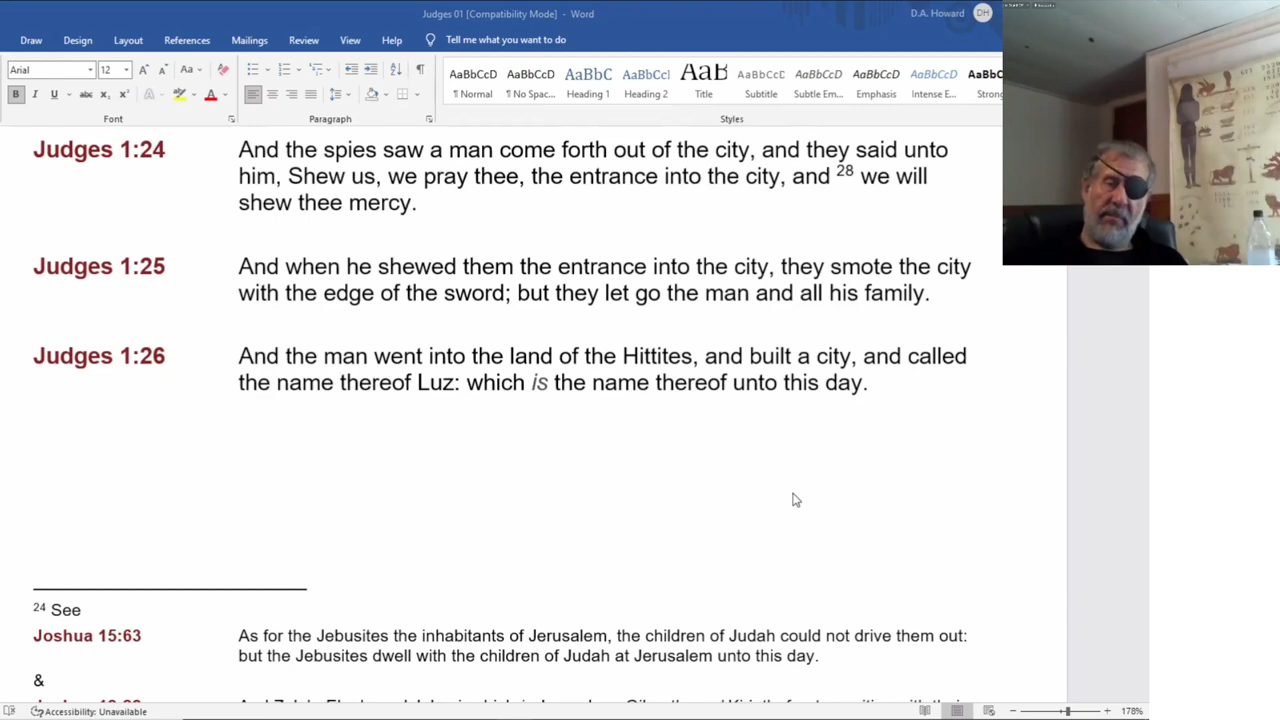 Judges 01 [Compatibility Mode] - Word
D.A. Howard DH
Draw Design Layout References Mailings Review View Help Tell me what you want to do
Arial 12 Aa
B I U abc x₂ x² A A
AaBbCcD AaBbCcD AaBbC AaBbCcI AaB AaBbCcD AaBbCcD AaBbCcD AaBbCcD AaBbCc
¶ Normal ¶ No Spac... Heading 1 Heading 2 Title Subtitle Subtle Em... Emphasis Intense E... Strong
Font Paragraph Styles
Judges 1:24 And the spies saw a man come forth out of the city, and they said unto
him, Shew us, we pray thee, the entrance into the city, and 28 we will
shew thee mercy.
Judges 1:25 And when he shewed them the entrance into the city, they smote the city
with the edge of the sword; but they let go the man and all his family.
Judges 1:26 And the man went into the land of the Hittites, and built a city, and called
the name thereof Luz: which is the name thereof unto this day.
24 See
Joshua 15:63 As for the Jebusites the inhabitants of Jerusalem, the children of Judah could not drive them out:
but the Jebusites dwell with the children of Judah at Jerusalem unto this day.
&
Accessibility: Unavailable
178%